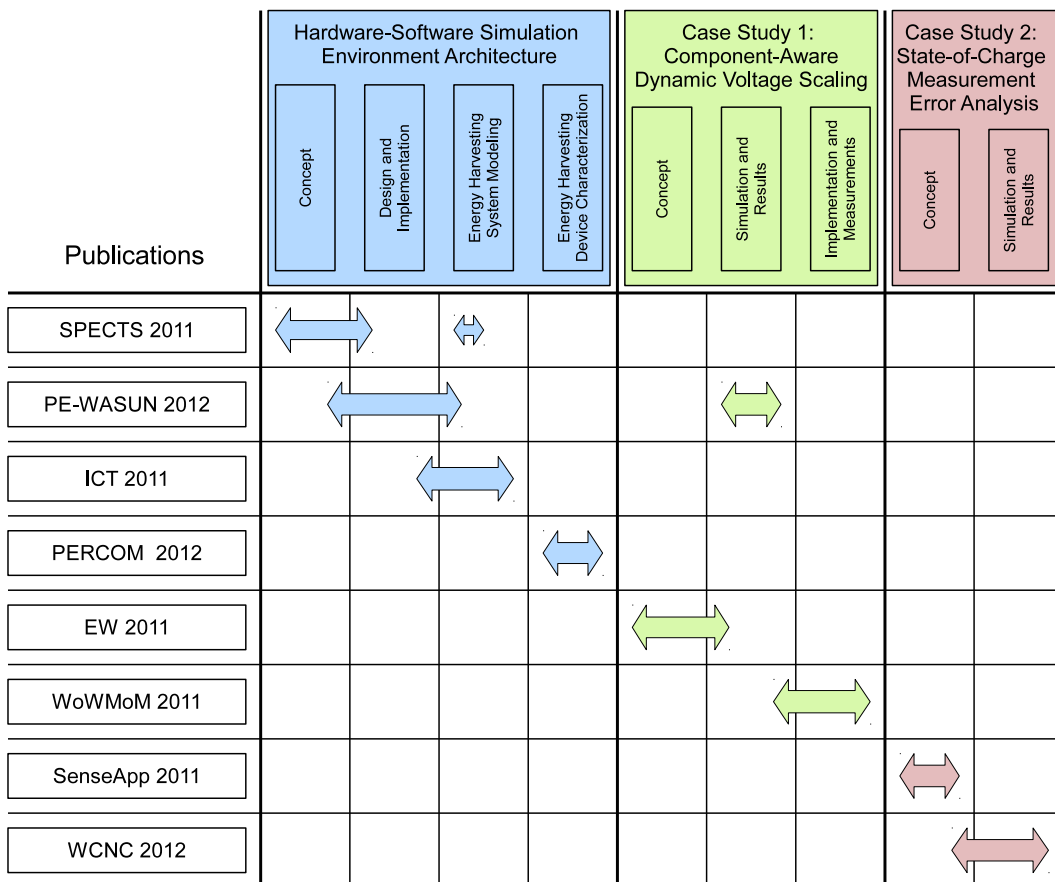 Hardware-Software Simulation
Environment Architecture
Concept
Design and
Implementation
Energy Harvesting
System Modeling
Energy Harvesting
Device Characterization
Case Study 1:
Component-Aware
Dynamic Voltage Scaling
Concept
Simulation and
Results
Implementation and
Measurements
Case Study 2:
State-of-Charge
Measurement
Error Analysis
Concept
Simulation and
Results
Publications
SPECTS 2011
PE-WASUN 2012
ICT 2011
PERCOM 2012
EW 2011
WoWMoM 2011
SenseApp 2011
WCNC 2012